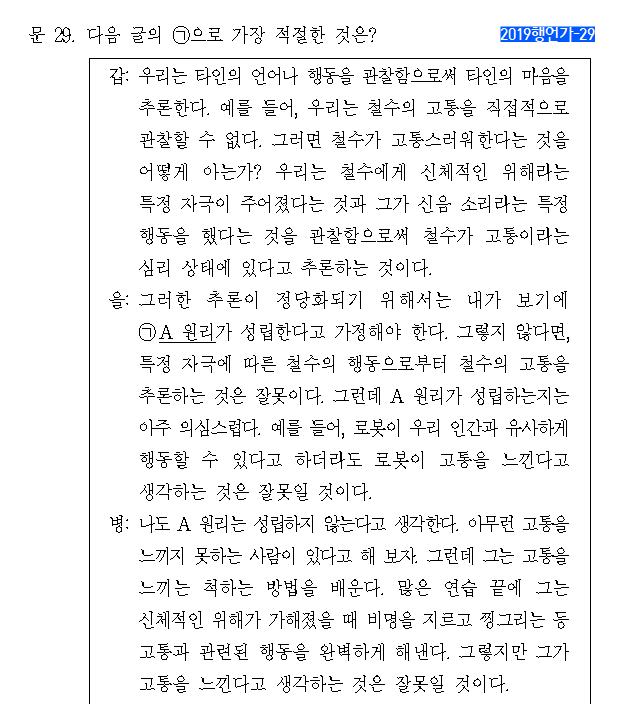 문 29. 다음 글의 ㉠으로 가장 적절한 것은? 2019행언가-29
갑: 우리는 타인의 언어나 행동을 관찰함으로써 타인의 마음을
추론한다. 예를 들어, 우리는 철수의 고통을 직접적으로
관찰할 수 없다. 그러면 철수가 고통스러워한다는 것을
어떻게 아는가? 우리는 철수에게 신체적인 위해라는
특정 자극이 주어졌다는 것과 그가 신음 소리라는 특정
행동을 했다는 것을 관찰함으로써 철수가 고통이라는
심리 상태에 있다고 추론하는 것이다.
을: 그러한 추론이 정당화되기 위해서는 내가 보기에
㉠A 원리가 성립한다고 가정해야 한다. 그렇지 않다면,
특정 자극에 따른 철수의 행동으로부터 철수의 고통을
추론하는 것은 잘못이다. 그런데 A 원리가 성립하는지는
아주 의심스럽다. 예를 들어, 로봇이 우리 인간과 유사하게
행동할 수 있다고 하더라도 로봇이 고통을 느낀다고
생각하는 것은 잘못일 것이다.
병: 나도 A 원리는 성립하지 않는다고 생각한다. 아무런 고통을
느끼지 못하는 사람이 있다고 해 보자. 그런데 그는 고통을
느끼는 척하는 방법을 배운다. 많은 연습 끝에 그는
신체적인 위해가 가해졌을 때 비명을 지르고 찡그리는 등
고통과 관련된 행동을 완벽하게 해낸다. 그렇지만 그가
고통을 느낀다고 생각하는 것은 잘못일 것이다.